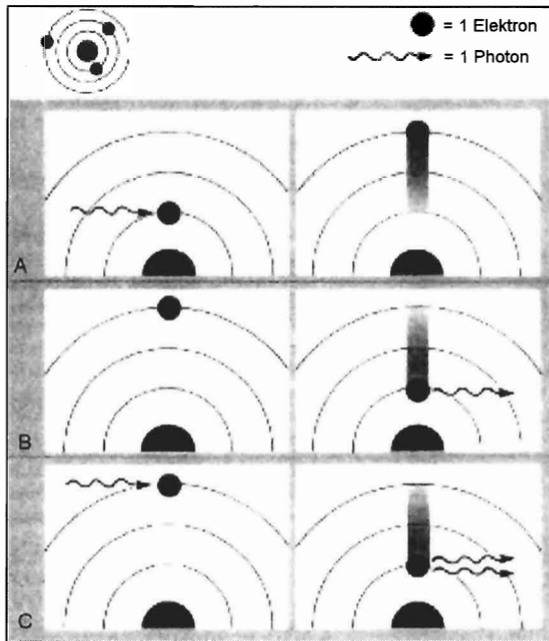 = 1 Elektron
= 1 Photon
A
B
C